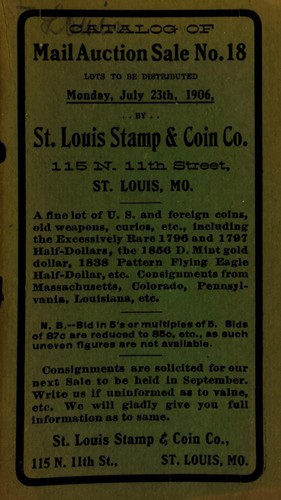 CATALOG OF
Mail Auction Sale No. 18
LOTS TO BE DISTRIBUTED
Monday, July 23th, 1906,
. . BY . .
St. Louis Stamp & Coin Co.
115 N. 11th Street,
ST. LOUIS, MO.
A fine lot of U. S. and foreign coins,
old weapons, curios, etc., including
the Excessively Rare 1796 and 1797
Half-Dollars, the 1856 D. Mint gold
dollar, 1838 Pattern Flying Eagle
Half-Dollar, etc. Consignments from
Massachusetts, Colorado, Pennsyl-
vania, Louisiana, etc.
N. B.--Bid in 5's or multiples of 5. Bids
of 87c are reduced to 85c, etc., as such
uneven figures are not available.
Consignments are solicited for our
next Sale to be held in September.
Write us if uninformed as to value,
etc. We will gladly give you full
information as to same.
St. Louis Stamp & Coin Co.,
115 N. 11th St., ST. LOUIS, MO.